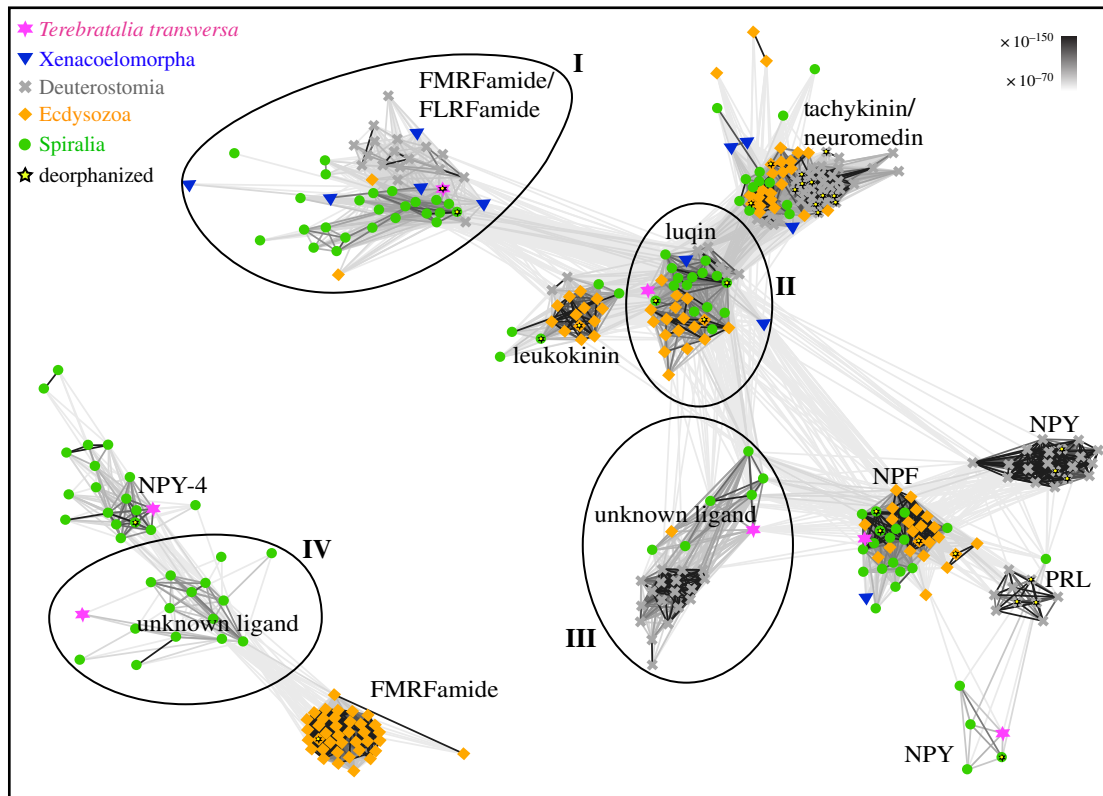 Terebratalia transversa
Xenacoelomorpha
Deuterostomia
Ecdysozoa
Spiralia
deorphanized
I
FMRFamide/
FLRFamide
tachykinin/
neuromedin
× 10⁻¹⁵⁰
× 10⁻⁷⁰
luqin
II
leukokinin
NPY
NPF
NPY-4
unknown ligand
IV
unknown ligand
III
PRL
FMRFamide
NPY